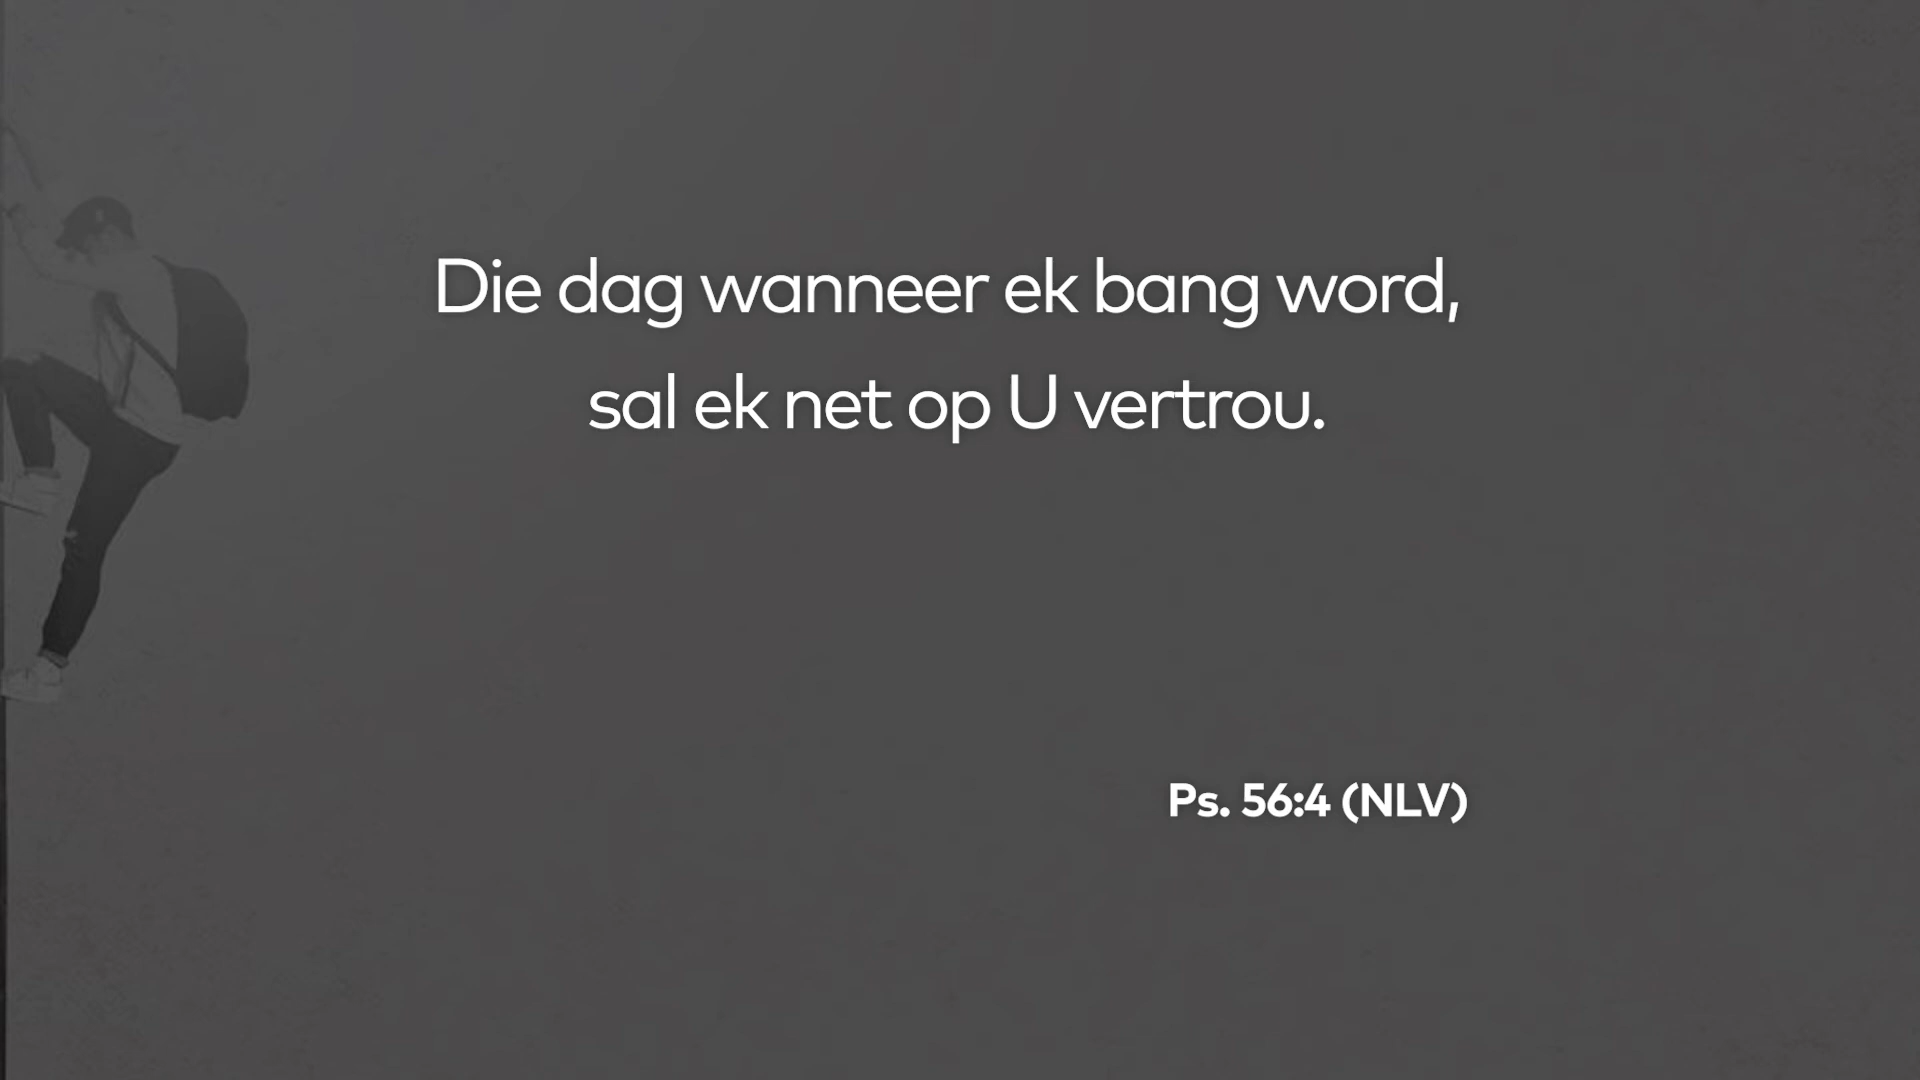 Die dag wanneer ek bang word,
sal ek net op U vertrou.
Ps. 56:4 (NLV)